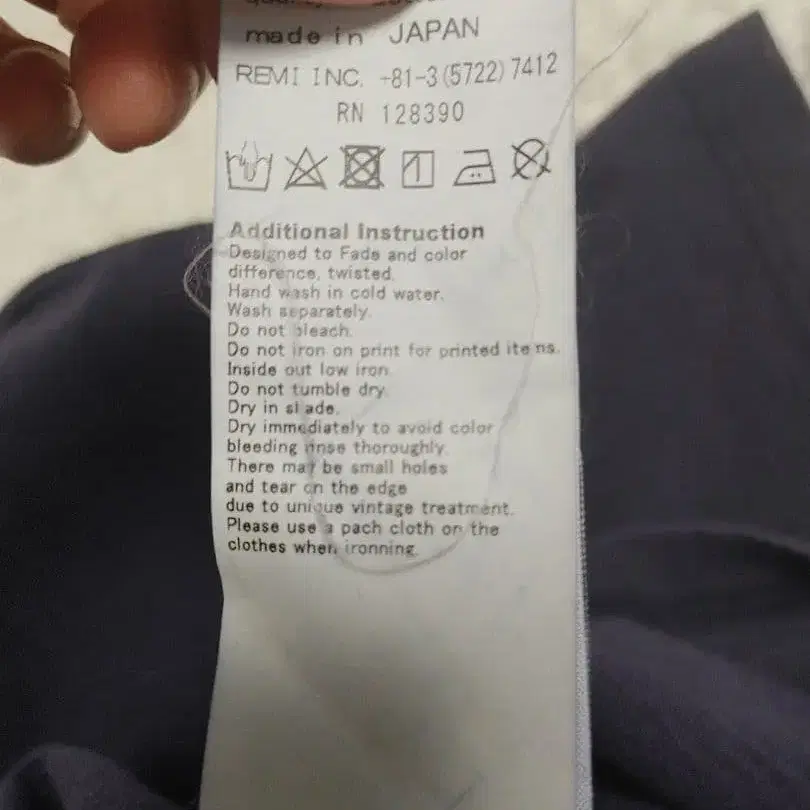 made in JAPAN
REMI INC. +81-3(5722)7412
RN 128390
Additional Instruction
Designed to Fade and color
difference, twisted.
Hand wash in cold water.
Wash separately.
Do not bleach.
Do not iron on print for printed items.
Inside out low iron.
Do not tumble dry.
Dry in shade.
Dry immediately to avoid color
bleeding rinse thoroughly.
There may be small holes
and tear on the edge
due to unique vintage treatment.
Please use a pach cloth on the
clothes when ironning.